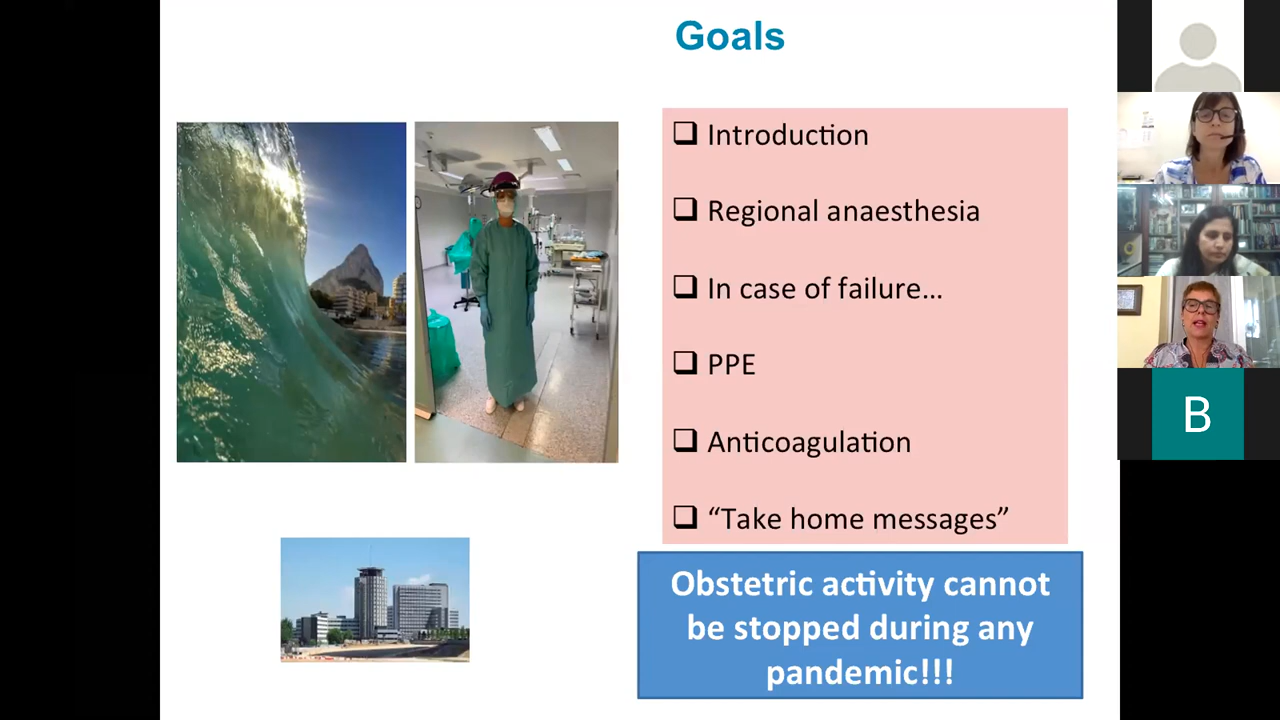 Goals
❑ Introduction
❑ Regional anaesthesia
❑ In case of failure…
❑ PPE
❑ Anticoagulation
❑ “Take home messages”
Obstetric activity cannot
be stopped during any
pandemic!!!
B